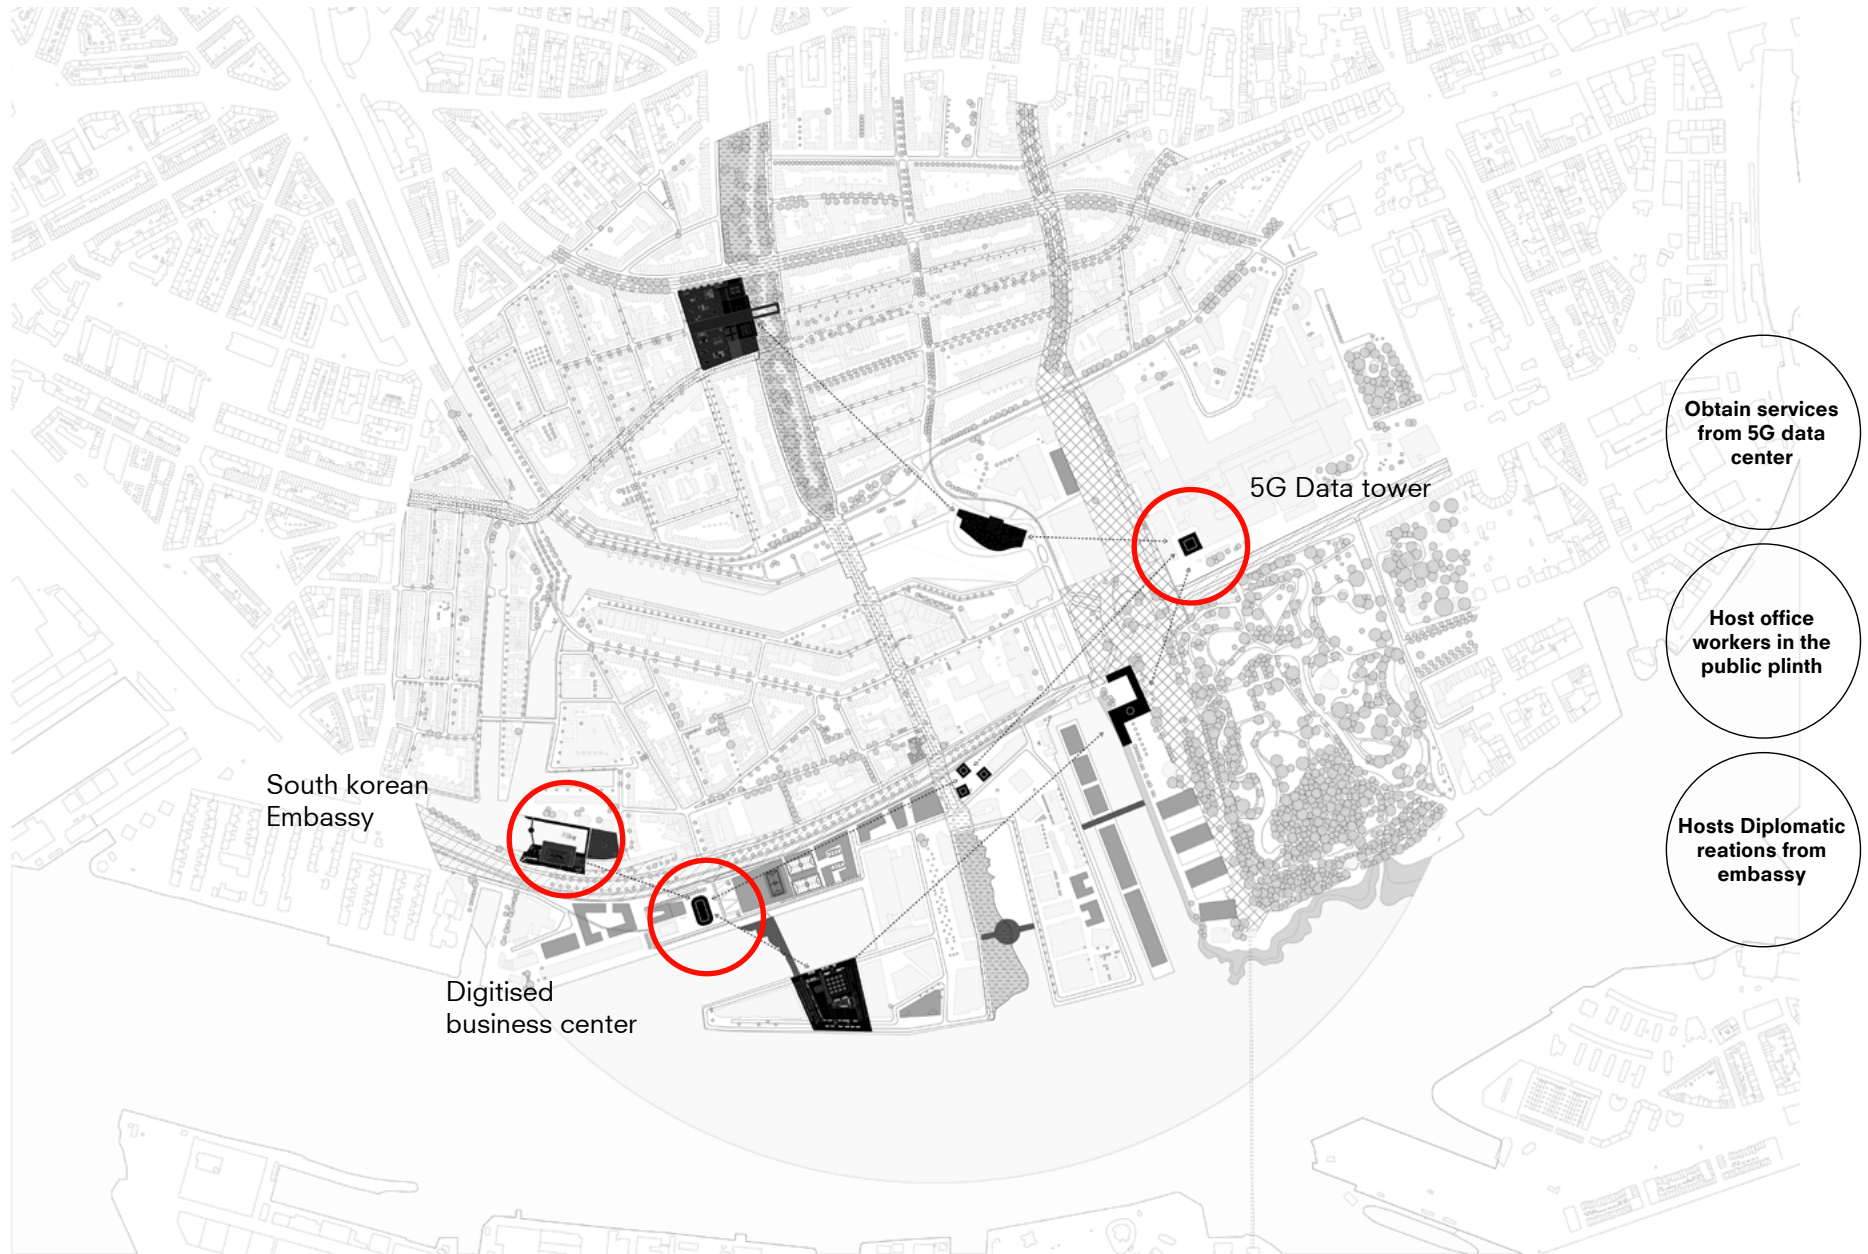 5G Data tower
South korean
Embassy
Digitised
business center
Obtain services
from 5G data
center
Host office
workers in the
public plinth
Hosts Diplomatic
reations from
embassy